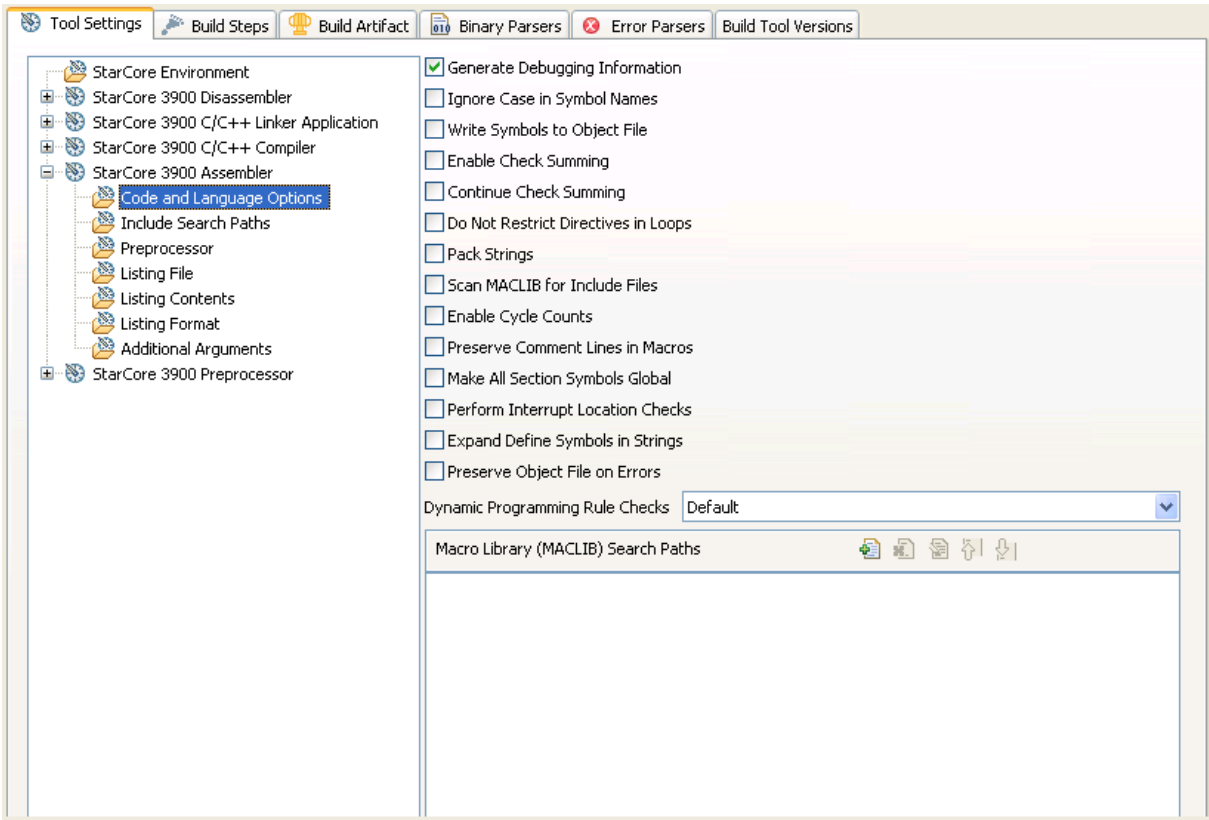 Tool Settings Build Steps Build Artifact Binary Parsers Error Parsers Build Tool Versions
StarCore Environment
StarCore 3900 Disassembler
StarCore 3900 C/C++ Linker Application
StarCore 3900 C/C++ Compiler
StarCore 3900 Assembler
Code and Language Options
Include Search Paths
Preprocessor
Listing File
Listing Contents
Listing Format
Additional Arguments
StarCore 3900 Preprocessor
Generate Debugging Information
Ignore Case in Symbol Names
Write Symbols to Object File
Enable Check Summing
Continue Check Summing
Do Not Restrict Directives in Loops
Pack Strings
Scan MACLIB for Include Files
Enable Cycle Counts
Preserve Comment Lines in Macros
Make All Section Symbols Global
Perform Interrupt Location Checks
Expand Define Symbols in Strings
Preserve Object File on Errors
Dynamic Programming Rule Checks Default
Macro Library (MACLIB) Search Paths